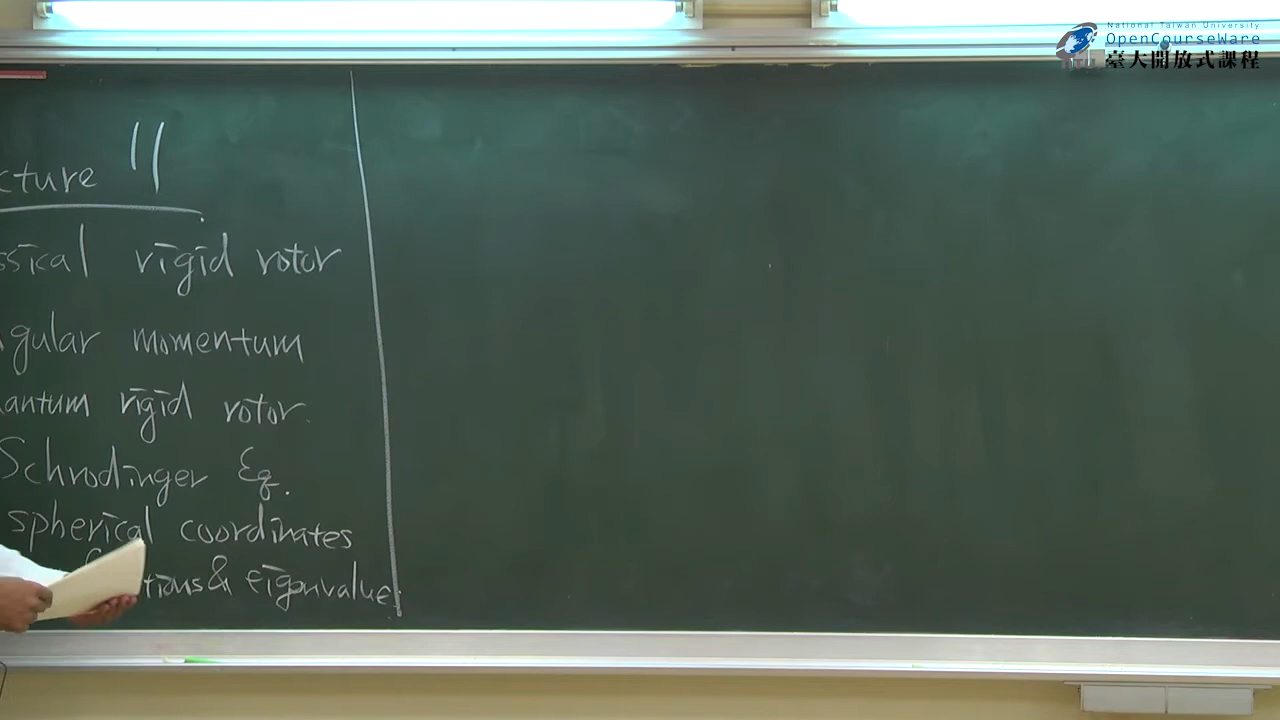 National Taiwan University
OpenCourseWare
臺大開放式課程
cture 11
ssical rigid rotor
gular momentum
antum rigid rotor.
Schrodinger Eq.
spherical coordinates
tions & eigenvalue